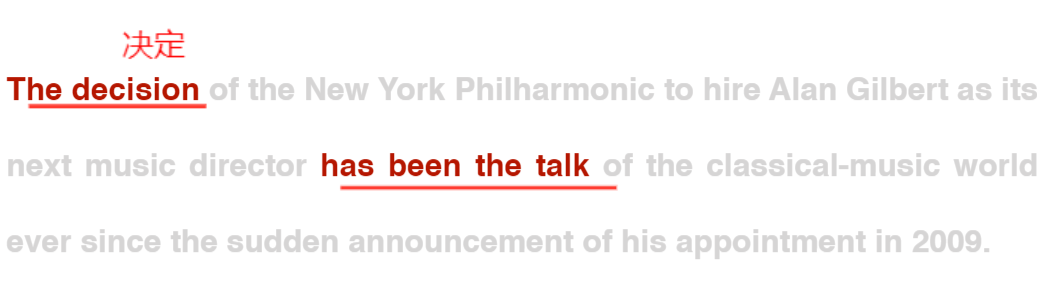 决定
The decision of the New York Philharmonic to hire Alan Gilbert as its
next music director has been the talk of the classical-music world
ever since the sudden announcement of his appointment in 2009.